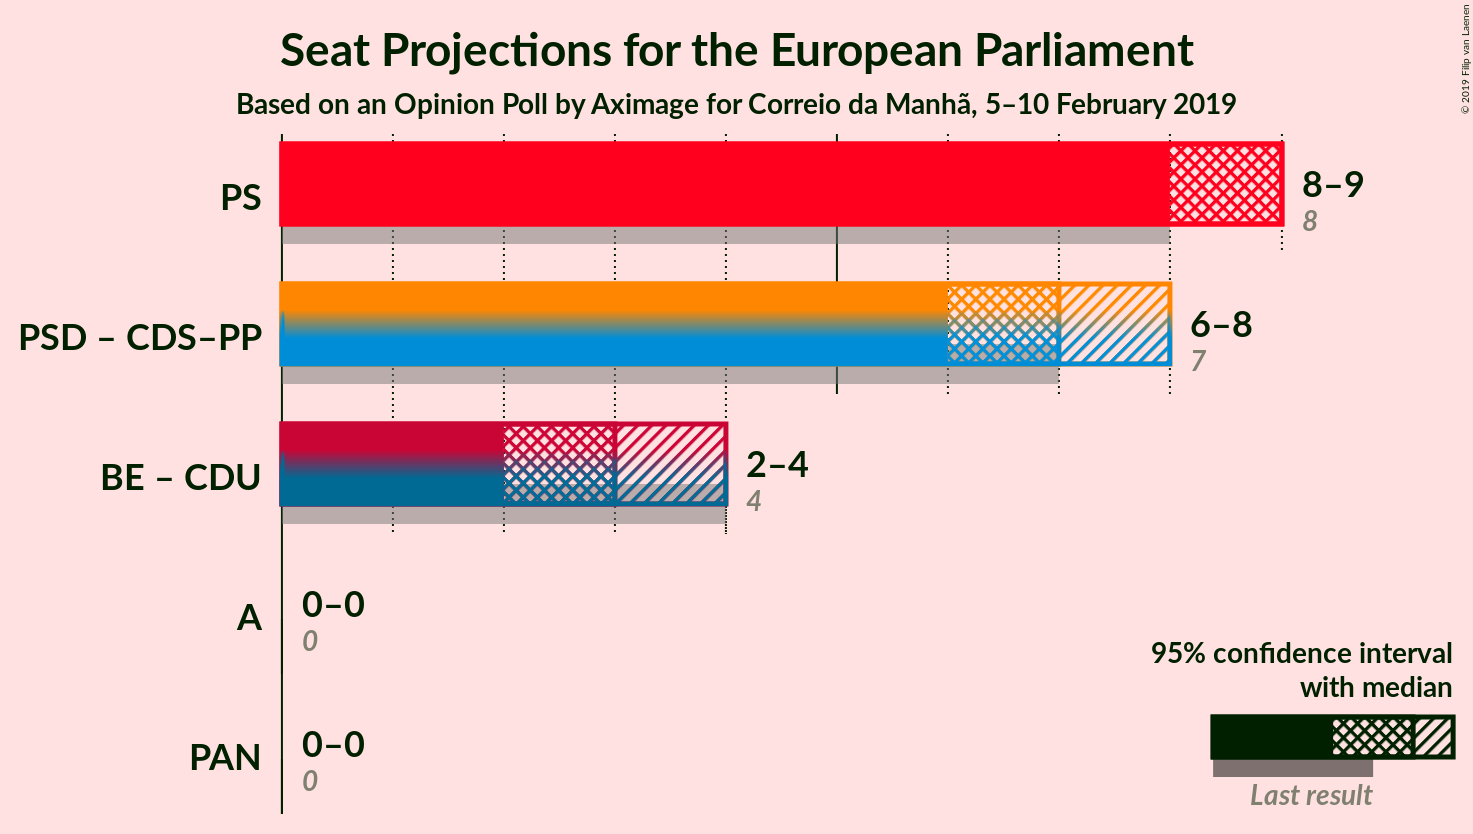 Seat Projections for the European Parliament
Based on an Opinion Poll by Aximage for Correio da Manhã, 5–10 February 2019
© 2019 Filip van Laenen
PS
8–9
8
PSD – CDS–PP
6–8
7
BE – CDU
2–4
4
A
0–0
0
PAN
0–0
0
95% confidence interval
with median
Last result